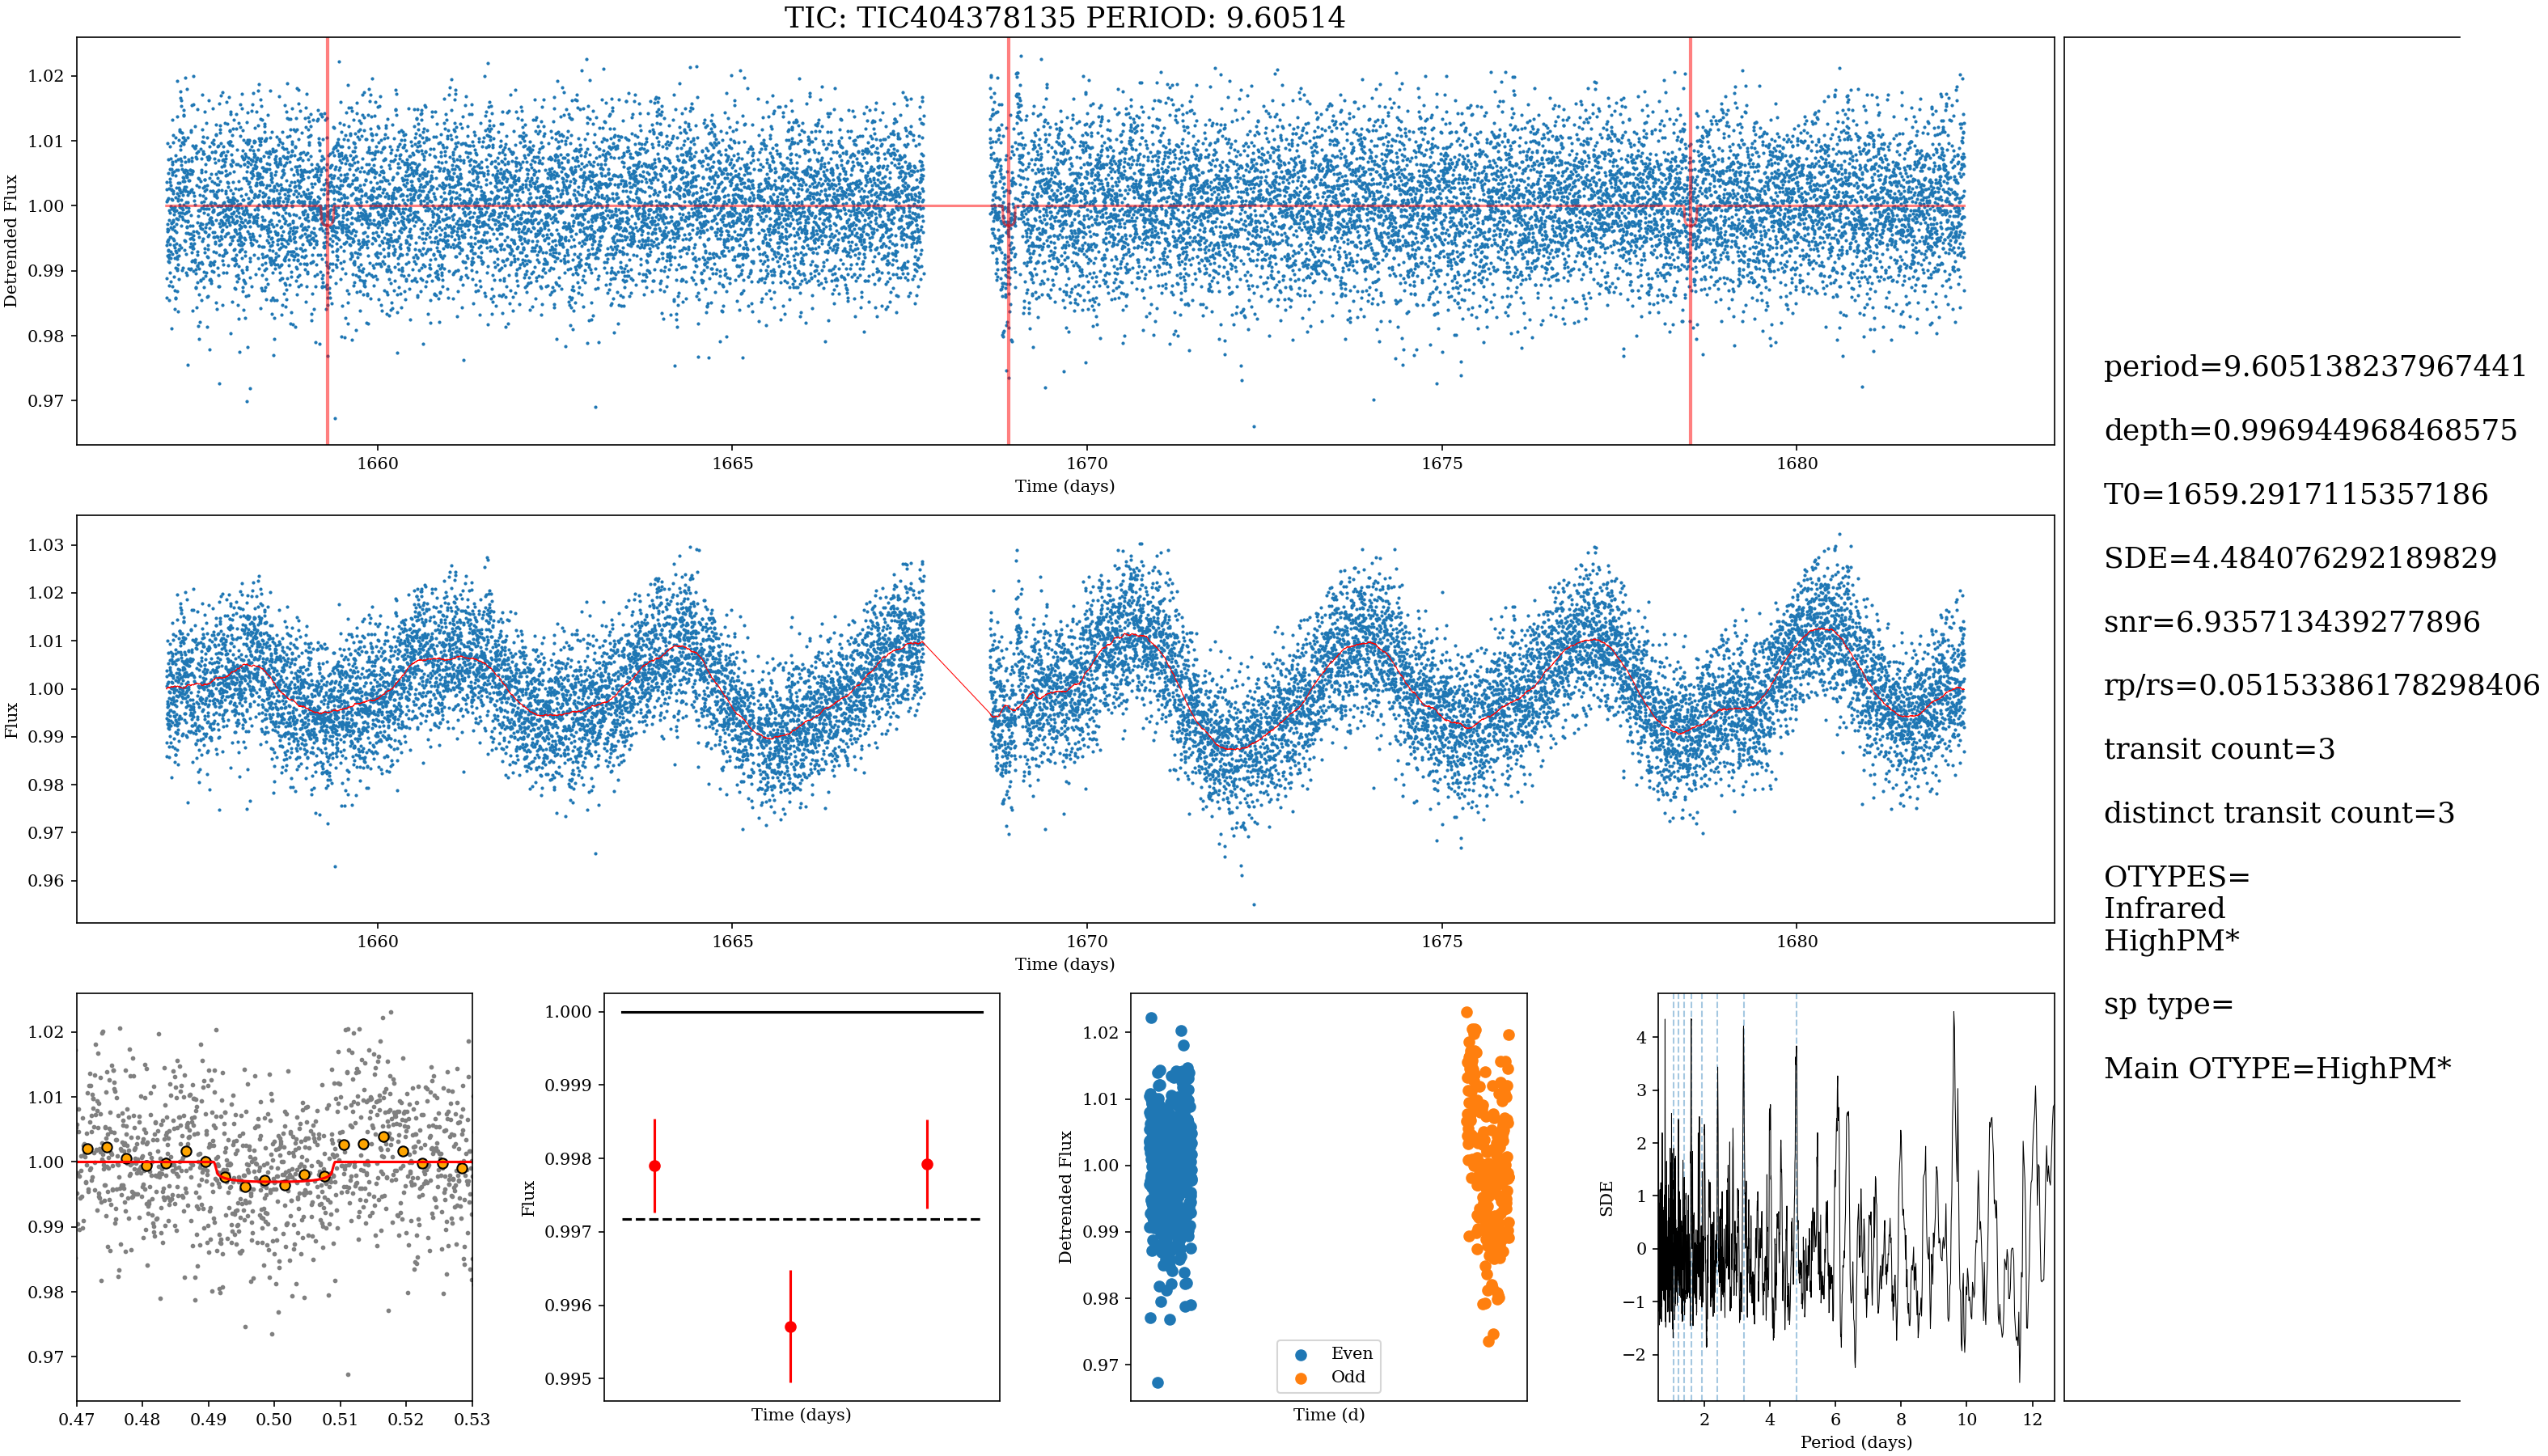 TIC: TIC404378135 PERIOD: 9.60514
1.02
1.01
1.00
0.99
0.98
0.97
Detrended Flux
1660
1665
1670
1675
1680
Time (days)
1.03
1.02
1.01
1.00
0.99
0.98
0.97
0.96
Flux
1660
1665
1670
1675
1680
Time (days)
period=9.605138237967441
depth=0.996944968468575
T0=1659.2917115357186
SDE=4.484076292189829
snr=6.935713439277896
rp/rs=0.05153386178298406
transit count=3
distinct transit count=3
OTYPES=
Infrared
HighPM*
sp type=
Main OTYPE=HighPM*
1.02
1.01
1.00
0.99
0.98
0.97
0.47
0.48
0.49
0.50
0.51
0.52
0.53
1.000
0.999
0.998
0.997
0.996
0.995
Flux
Time (days)
1.02
1.01
1.00
0.99
0.98
0.97
Detrended Flux
Even
Odd
Time (d)
4
3
2
1
0
−1
−2
SDE
2
4
6
8
10
12
Period (days)